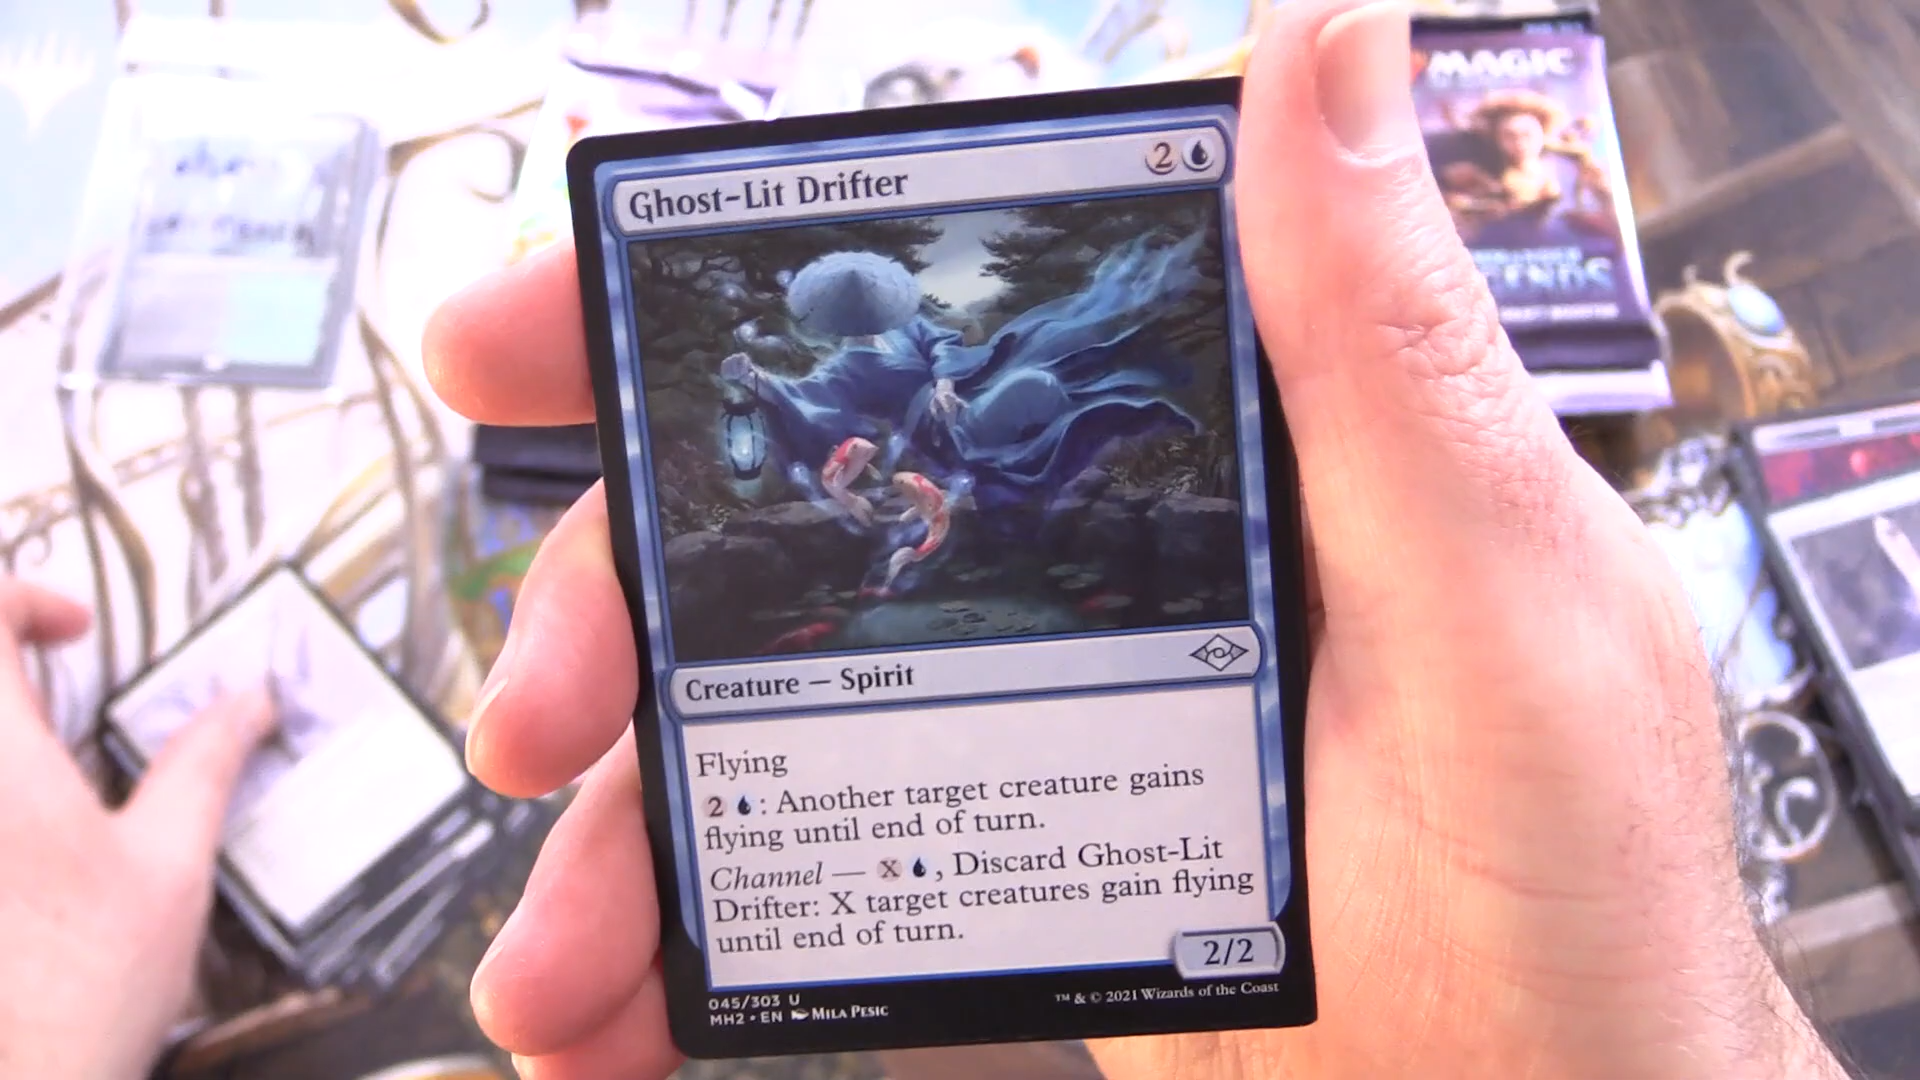 MAGIC
Ghost-Lit Drifter 2
Creature — Spirit
Flying
2 : Another target creature gains
flying until end of turn.
Channel — X , Discard Ghost-Lit
Drifter: X target creatures gain flying
until end of turn.
2/2
045/303 U
MH2 • EN Mila Pesic
™ & © 2021 Wizards of the Coast